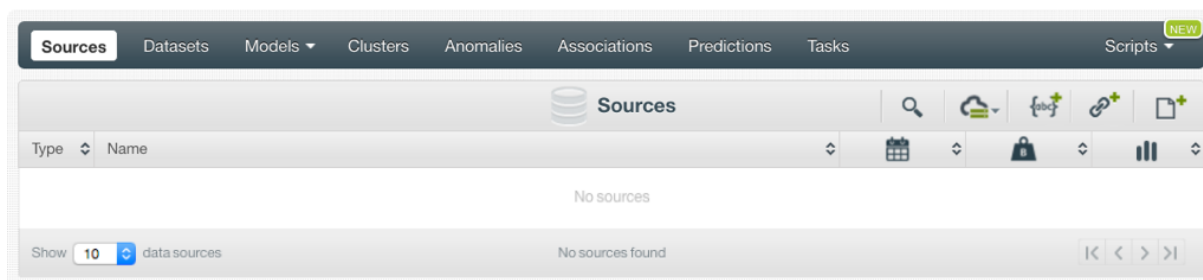 NEW
Sources Datasets Models Clusters Anomalies Associations Predictions Tasks Scripts
Sources {abc}
Type Name B
No sources
Show 10 data sources No sources found